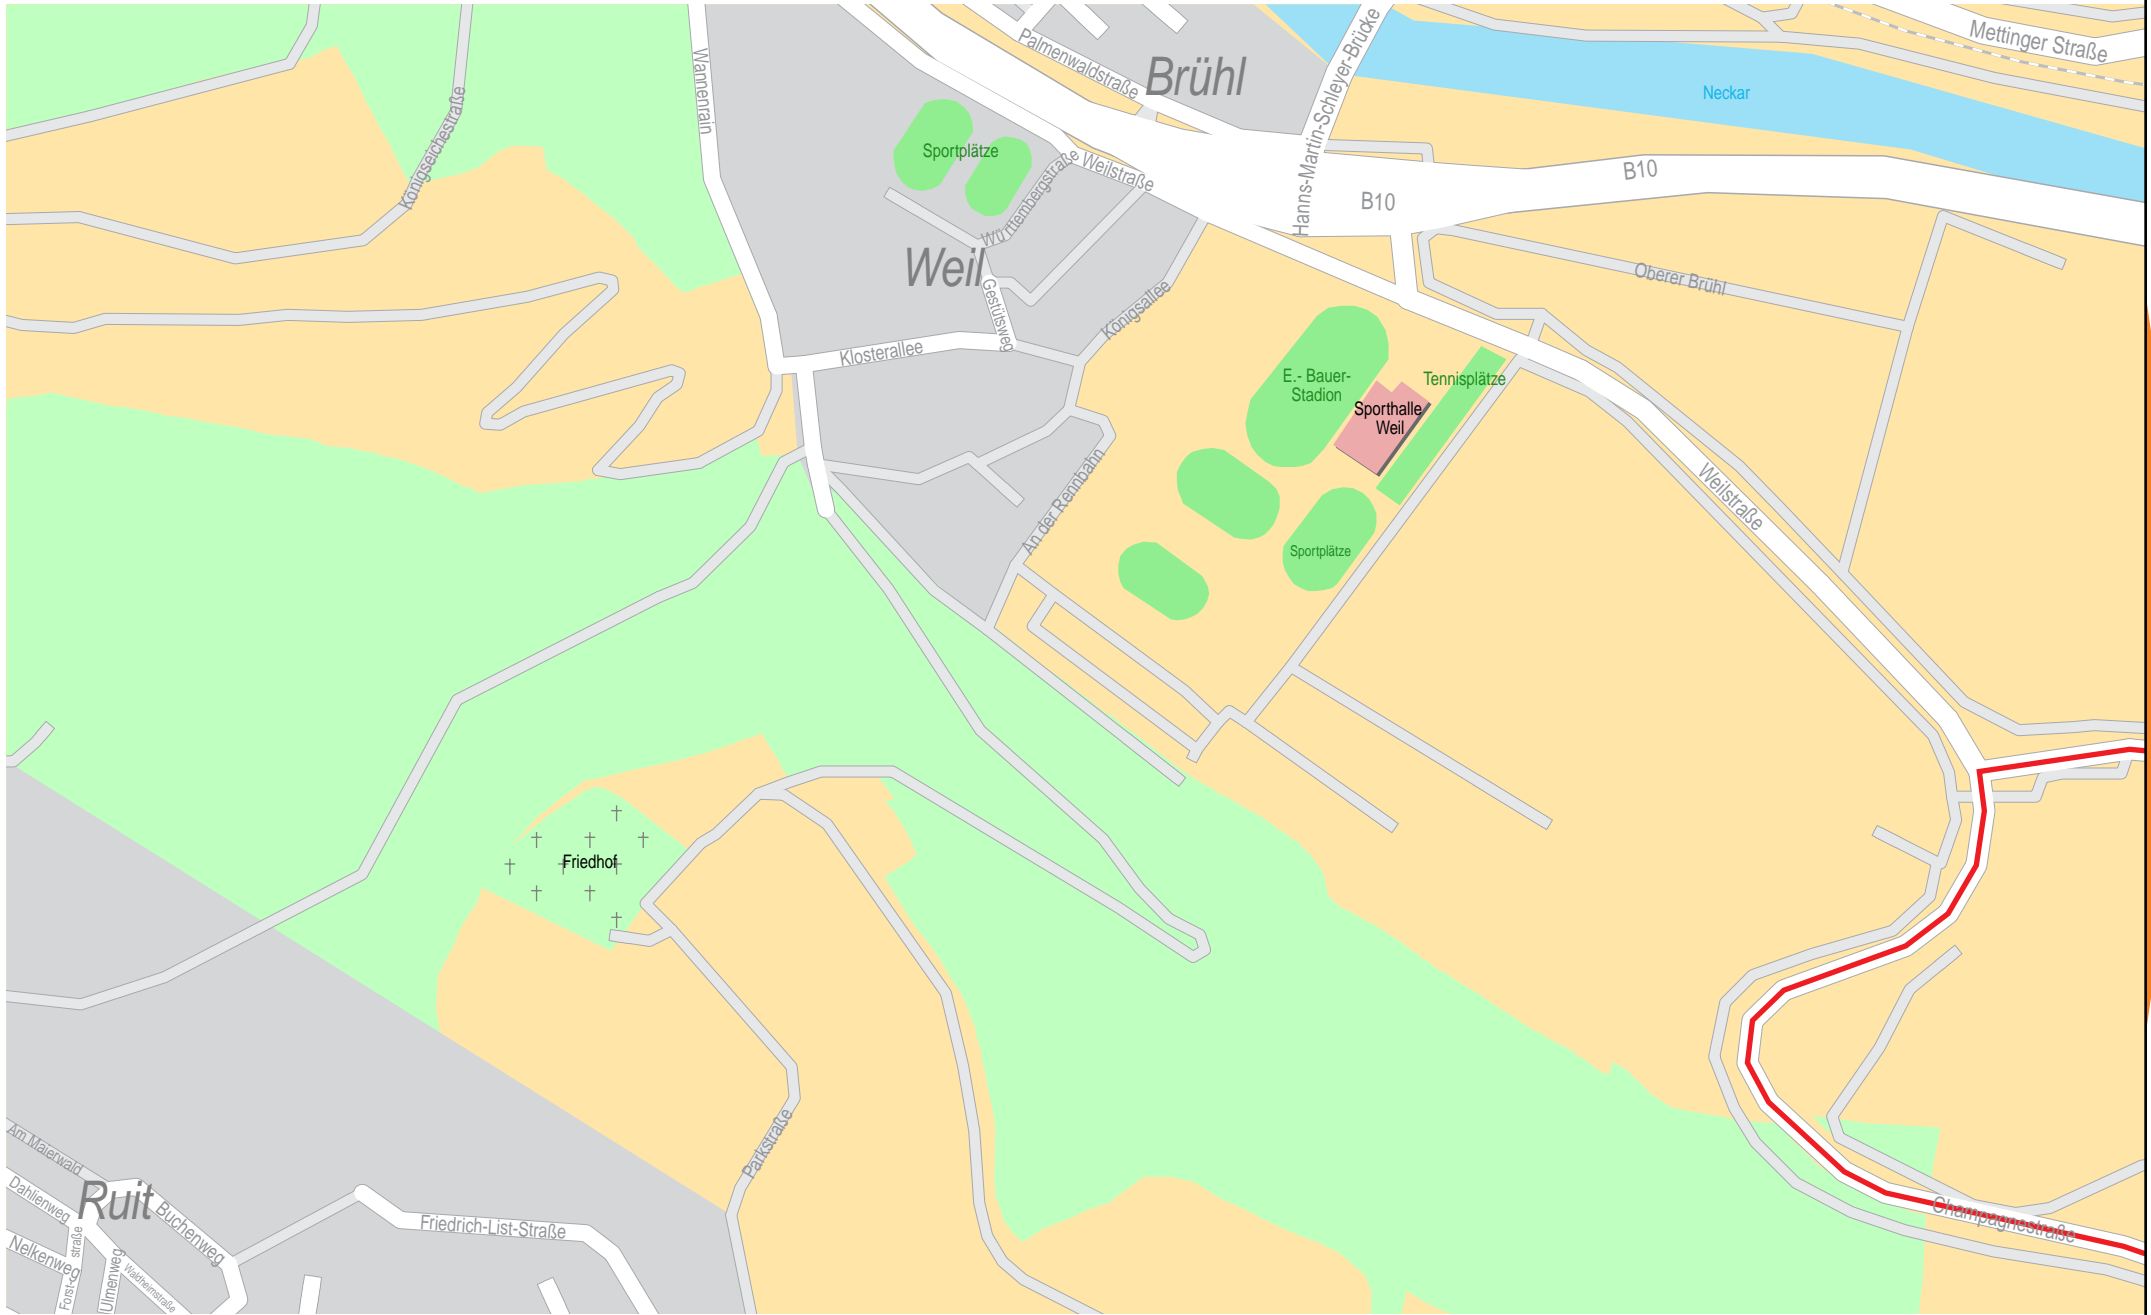 Mettinger Straße
Palmenwaldstraße
Brühl
Hanns-Martin-Schleyer-Brücke
Neckar
Wannenrain
Königseichestraße
Sportplätze
Württembergstraße
Weilstraße
B10
B10
Weil
Gestütsweg
Königsallee
Oberer Brühl
Klosterallee
E.- Bauer-
Stadion
Tennisplätze
Sporthalle
Weil
An der Rennbahn
Weilstraße
Sportplätze
Friedhof
Parkstraße
Am Maierwald
Ruit
Dahlienweg
Buchenweg
Friedrich-List-Straße
Champagnestraße
Nelkenweg
Forst-
straße
Ulmenweg
Waldheimstraße